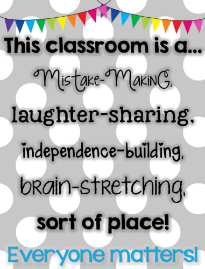 This classroom is a...
Mistake-Making,
laughter-sharing,
independence-building,
brain-stretching,
sort of place!
Everyone matters!